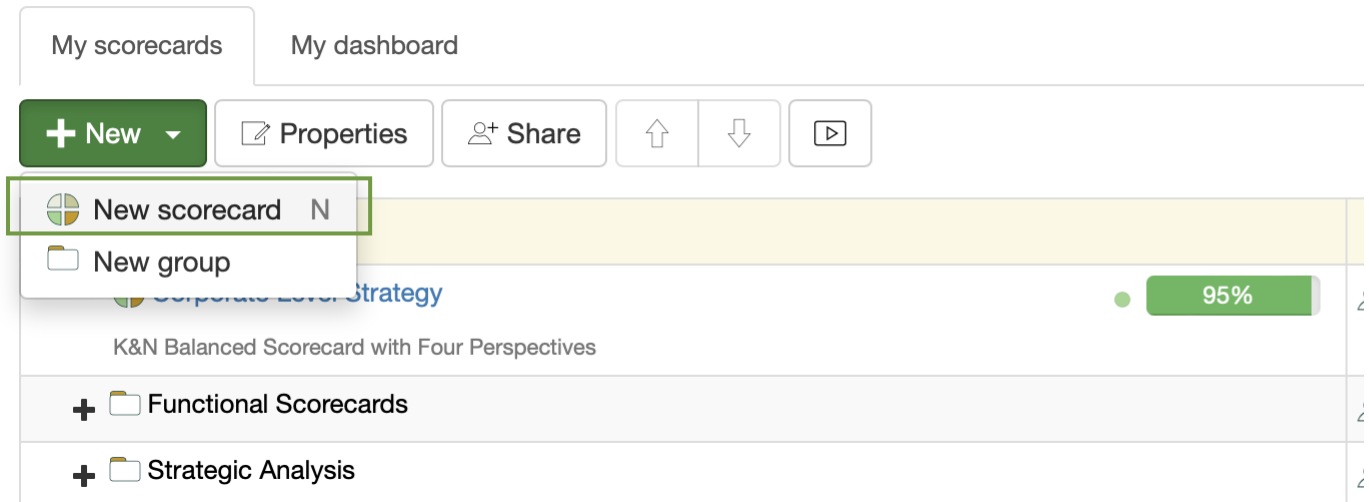 My scorecards My dashboard
New Properties Share
New scorecard N
New group
Strategy 95%
K&N Balanced Scorecard with Four Perspectives
Functional Scorecards
Strategic Analysis